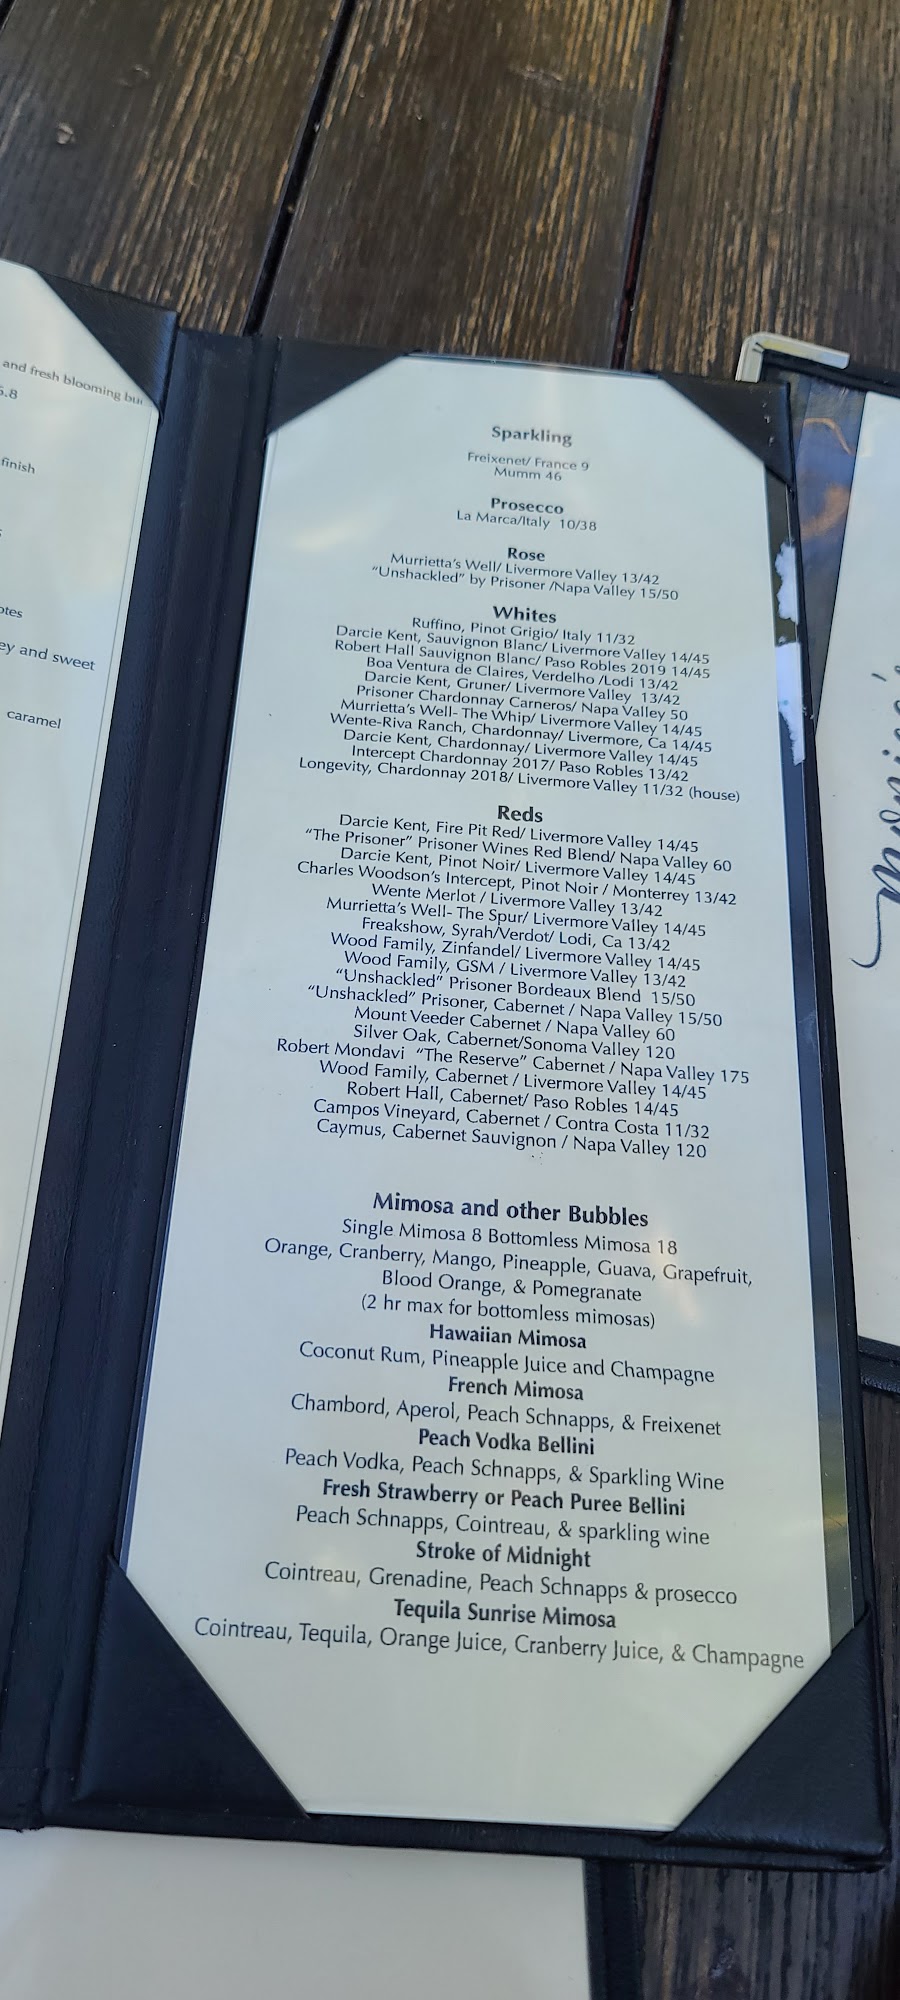 and fresh blooming
5.8
finish
ey and sweet
caramel
Sparkling
Freixenet/ France 9
Mumm 46
Prosecco
La Marca/Italy 10/38
Rose
Murrietta's Well/ Livermore Valley 13/42
"Unshackled" by Prisoner /Napa Valley 15/50
Whites
Ruffino, Pinot Grigio/ Italy 11/32
Darcie Kent, Sauvignon Blanc/ Livermore Valley 14/45
Robert Hall Sauvignon Blanc/ Paso Robles 2019 14/45
Boa Ventura de Claires, Verdelho /Lodi 13/42
Darcie Kent, Gruner/ Livermore Valley 13/42
Prisoner Chardonnay Carneros/ Napa Valley 50
Murrietta's Well- The Whip/ Livermore Valley 14/45
Wente-Riva Ranch, Chardonnay/ Livermore, Ca 14/45
Darcie Kent, Chardonnay/ Livermore Valley 14/45
Intercept Chardonnay 2017/ Paso Robles 13/42
Longevity, Chardonnay 2018/ Livermore Valley 11/32 (house)
Reds
Darcie Kent, Fire Pit Red/ Livermore Valley 14/45
"The Prisoner" Prisoner Wines Red Blend/ Napa Valley 60
Darcie Kent, Pinot Noir/ Livermore Valley 14/45
Charles Woodson's Intercept, Pinot Noir / Monterrey 13/42
Wente Merlot / Livermore Valley 13/42
Murrietta's Well- The Spur/ Livermore Valley 14/45
Freakshow, Syrah/Verdot/ Lodi, Ca 13/42
Wood Family, Zinfandel/ Livermore Valley 14/45
Wood Family, GSM / Livermore Valley 13/42
"Unshackled" Prisoner Bordeaux Blend 15/50
"Unshackled" Prisoner, Cabernet / Napa Valley 15/50
Mount Veeder Cabernet / Napa Valley 60
Silver Oak, Cabernet/Sonoma Valley 120
Robert Mondavi "The Reserve" Cabernet / Napa Valley 175
Wood Family, Cabernet / Livermore Valley 14/45
Robert Hall, Cabernet/ Paso Robles 14/45
Campos Vineyard, Cabernet / Contra Costa 11/32
Caymus, Cabernet Sauvignon / Napa Valley 120
Mimosa and other Bubbles
Single Mimosa 8 Bottomless Mimosa 18
Orange, Cranberry, Mango, Pineapple, Guava, Grapefruit,
Blood Orange, & Pomegranate
(2 hr max for bottomless mimosas)
Hawaiian Mimosa
Coconut Rum, Pineapple Juice and Champagne
French Mimosa
Chambord, Aperol, Peach Schnapps, & Freixenet
Peach Vodka Bellini
Peach Vodka, Peach Schnapps, & Sparkling Wine
Fresh Strawberry or Peach Puree Bellini
Peach Schnapps, Cointreau, & sparkling wine
Stroke of Midnight
Cointreau, Grenadine, Peach Schnapps & prosecco
Tequila Sunrise Mimosa
Cointreau, Tequila, Orange Juice, Cranberry Juice, & Champagne